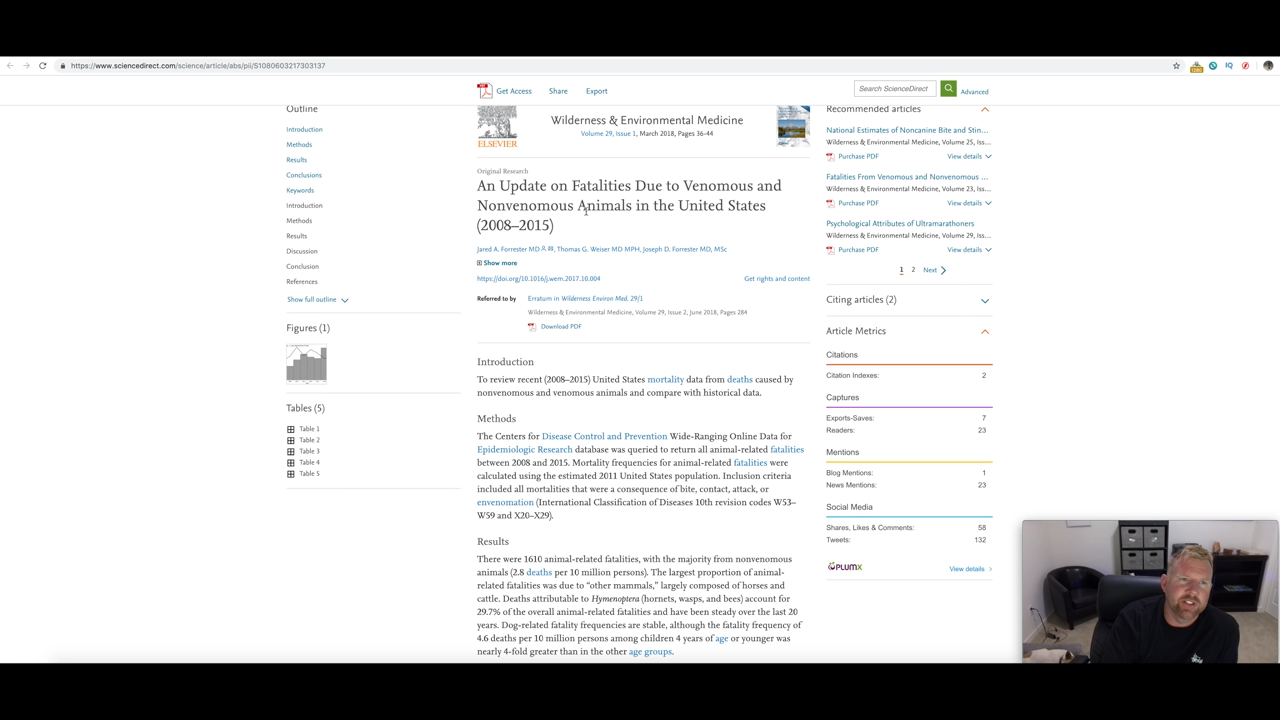 https://www.sciencedirect.com/science/article/abs/pii/S1080603217303137
Get Access
Share
Export
Search ScienceDirect
Advanced
Outline
Introduction
Methods
Results
Conclusions
Keywords
Introduction
Methods
Results
Discussion
Conclusion
References
Show full outline
Figures (1)
Tables (5)
Table 1
Table 2
Table 3
Table 4
Table 5
ELSEVIER
Wilderness & Environmental Medicine
Volume 29, Issue 1, March 2018, Pages 36-44
Original Research
An Update on Fatalities Due to Venomous and
Nonvenomous Animals in the United States
(2008–2015)
Jared A. Forrester MD, Thomas G. Weiser MD MPH, Joseph D. Forrester MD, MSc
Show more
https://doi.org/10.1016/j.wem.2017.10.004
Get rights and content
Referred to by
Erratum in Wilderness Environ Med. 29/1
Wilderness & Environmental Medicine, Volume 29, Issue 2, June 2018, Pages 284
Download PDF
Introduction
To review recent (2008–2015) United States mortality data from deaths caused by
nonvenomous and venomous animals and compare with historical data.
Methods
The Centers for Disease Control and Prevention Wide-Ranging Online Data for
Epidemiologic Research database was queried to return all animal-related fatalities
between 2008 and 2015. Mortality frequencies for animal-related fatalities were
calculated using the estimated 2011 United States population. Inclusion criteria
included all mortalities that were a consequence of bite, contact, attack, or
envenomation (International Classification of Diseases 10th revision codes W53–
W59 and X20–X29).
Results
There were 1610 animal-related fatalities, with the majority from nonvenomous
animals (2.8 deaths per 10 million persons). The largest proportion of animal-
related fatalities was due to “other mammals,” largely composed of horses and
cattle. Deaths attributable to Hymenoptera (hornets, wasps, and bees) account for
29.7% of the overall animal-related fatalities and have been steady over the last 20
years. Dog-related fatalities are stable, although the fatality frequency of
4.6 deaths per 10 million persons among children 4 years of age or younger was
nearly 4-fold greater than in the other age groups.
Recommended articles
National Estimates of Noncanine Bite and Stin...
Wilderness & Environmental Medicine, Volume 25, Iss...
Purchase PDF
View details
Fatalities From Venomous and Nonvenomous ...
Wilderness & Environmental Medicine, Volume 23, Iss...
Purchase PDF
View details
Psychological Attributes of Ultramarathoners
Wilderness & Environmental Medicine, Volume 29, Iss...
Purchase PDF
View details
1 2 Next
Citing articles (2)
Article Metrics
Citations
Citation Indexes: 2
Captures
Exports-Saves: 7
Readers: 23
Mentions
Blog Mentions: 1
News Mentions: 23
Social Media
Shares, Likes & Comments: 58
Tweets: 132
PLUMX
View details